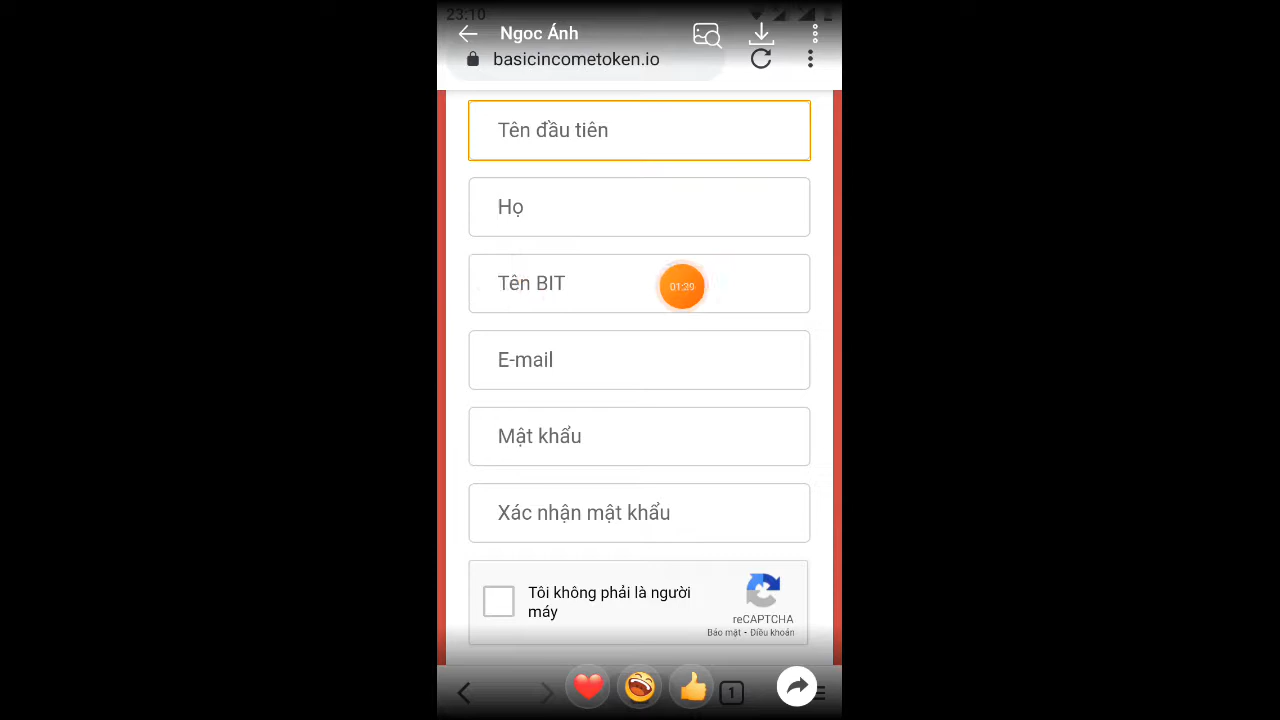 23:10
Ngoc Ánh
basicincometoken.io
Tên đầu tiên
Họ
Tên BIT
01:29
E-mail
Mật khẩu
Xác nhận mật khẩu
Tôi không phải là người
máy
reCAPTCHA
Bảo mật - Điều khoản
1